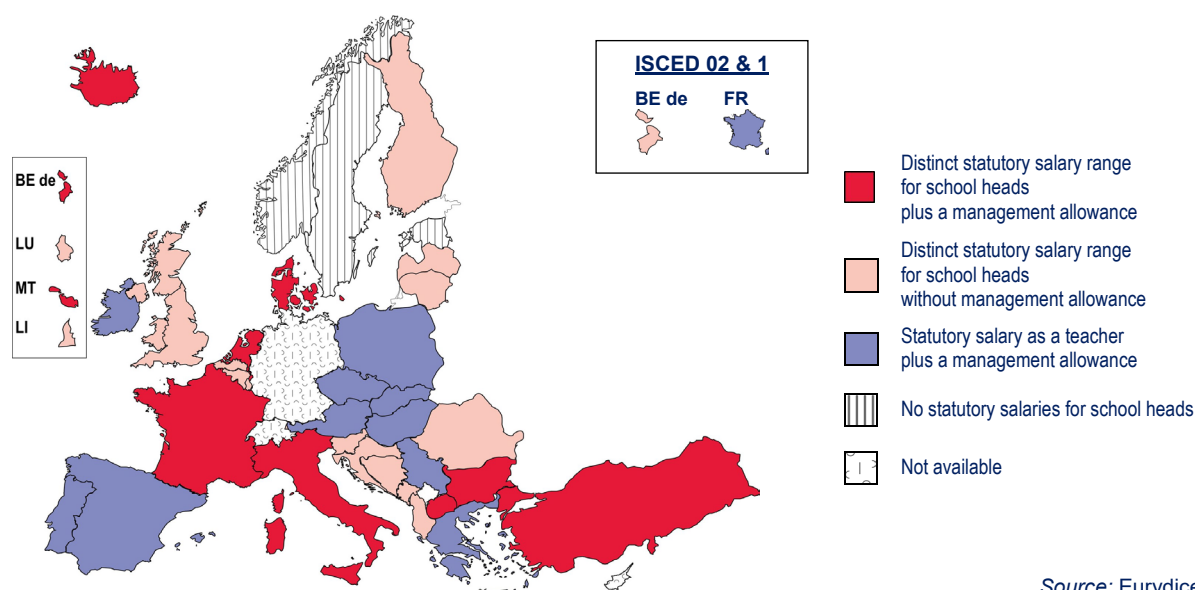 ISCED 02 & 1
BE de FR
BE de
LU
MT
LI
Distinct statutory salary range
for school heads
plus a management allowance
Distinct statutory salary range
for school heads
without management allowance
Statutory salary as a teacher
plus a management allowance
No statutory salaries for school heads
Not available
Source: Eurydice